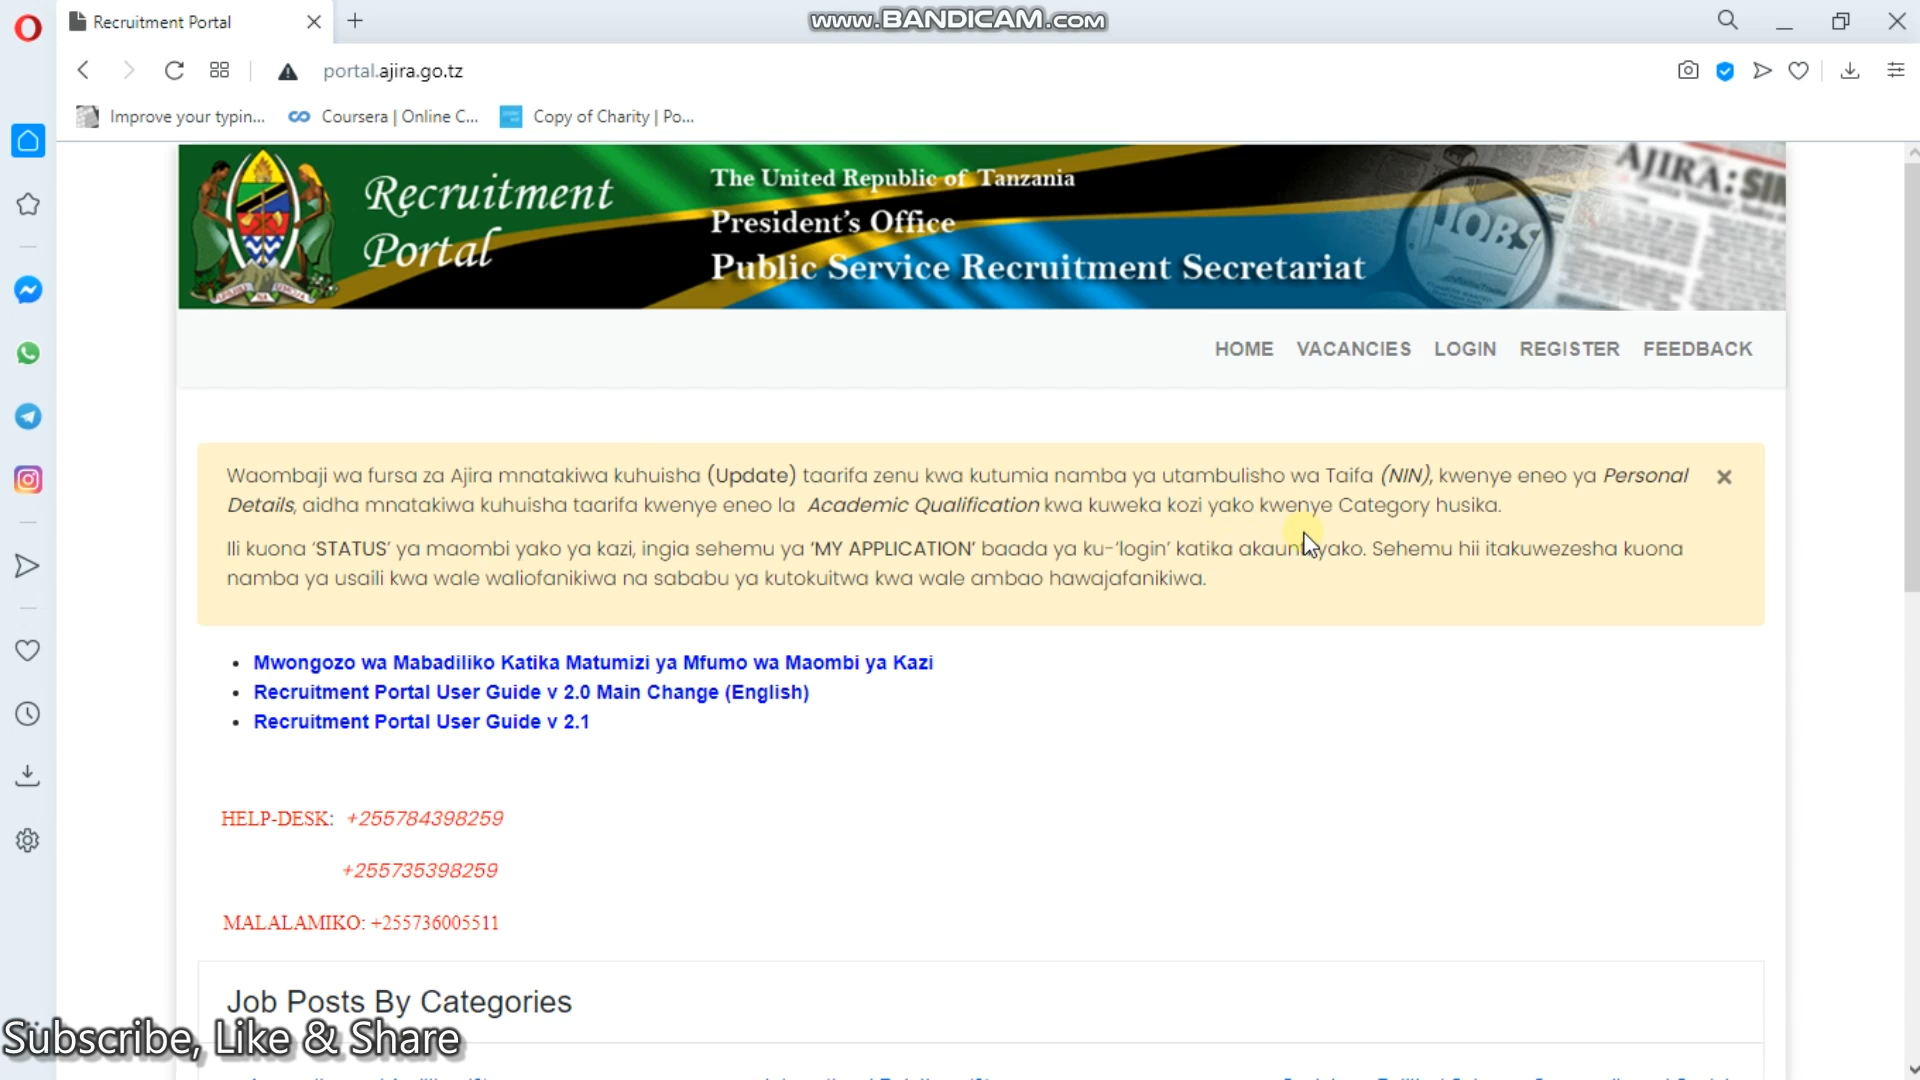 Recruitment Portal
www.BANDICAM.com
portal.ajira.go.tz
Improve your typin...
Coursera | Online C...
Copy of Charity | Po...
Recruitment
Portal
The United Republic of Tanzania
President's Office
Public Service Recruitment Secretariat
JOBS
HOME VACANCIES LOGIN REGISTER FEEDBACK
Waombaji wa fursa za Ajira mnatakiwa kuhuisha (Update) taarifa zenu kwa kutumia namba ya utambulisho wa Taifa (NIN), kwenye eneo ya Personal
Details, aidha mnatakiwa kuhuisha taarifa kwenye eneo la Academic Qualification kwa kuweka kozi yako kwenye Category husika.
Ili kuona 'STATUS' ya maombi yako ya kazi, ingia sehemu ya 'MY APPLICATION' baada ya ku-'login' katika akaunti yako. Sehemu hii itakuwezesha kuona
namba ya usaili kwa wale waliofanikiwa na sababu ya kutokuitwa kwa wale ambao hawajafanikiwa.
Mwongozo wa Mabadiliko Katika Matumizi ya Mfumo wa Maombi ya Kazi
Recruitment Portal User Guide v 2.0 Main Change (English)
Recruitment Portal User Guide v 2.1
HELP-DESK: +255784398259
+255735398259
MALALAMIKO: +255736005511
Job Posts By Categories
Subscribe, Like & Share